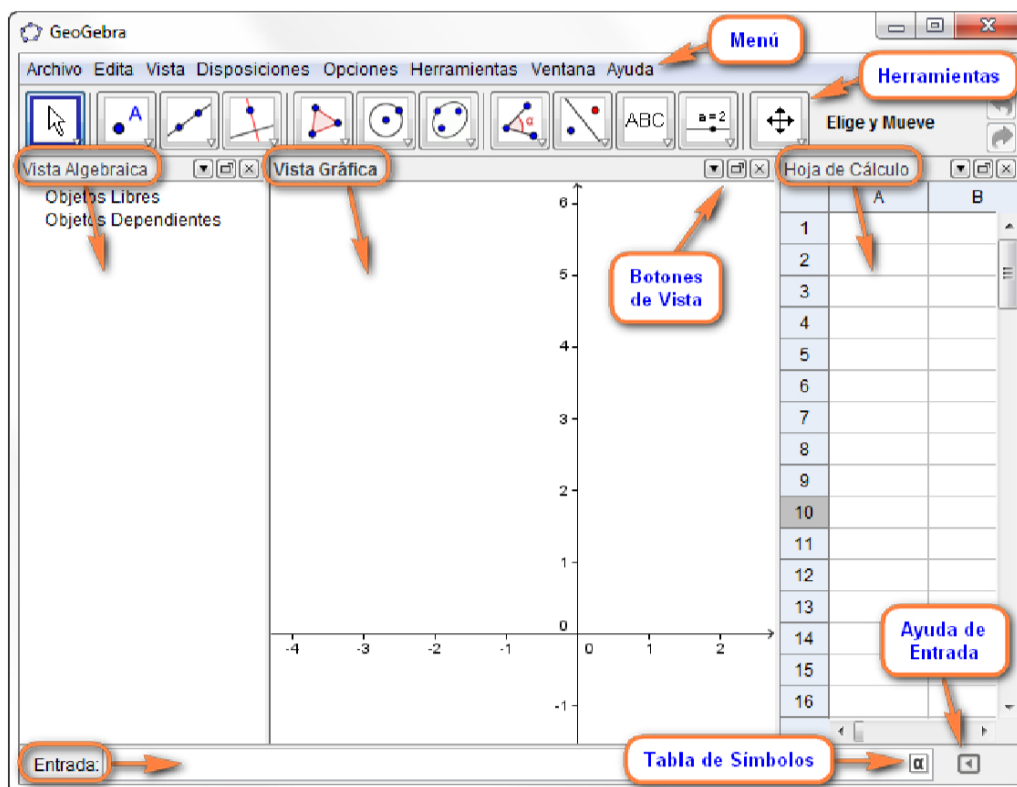 GeoGebra
Menú
Archivo Edita Vista Disposiciones Opciones Herramientas Ventana Ayuda
Herramientas
A
α
ABC
a=2
Elige y Mueve
Vista Algebraica
Vista Gráfica
Hoja de Cálculo
Objetos Libres
Objetos Dependientes
Botones
de Vista
A B
1
2
3
4
5
6
7
8
9
10
11
12
13
14
15
16
6
5
4
3
2
1
0
-1
-4 -3 -2 -1 0 1 2
Ayuda de
Entrada
Entrada:
Tabla de Símbolos
α